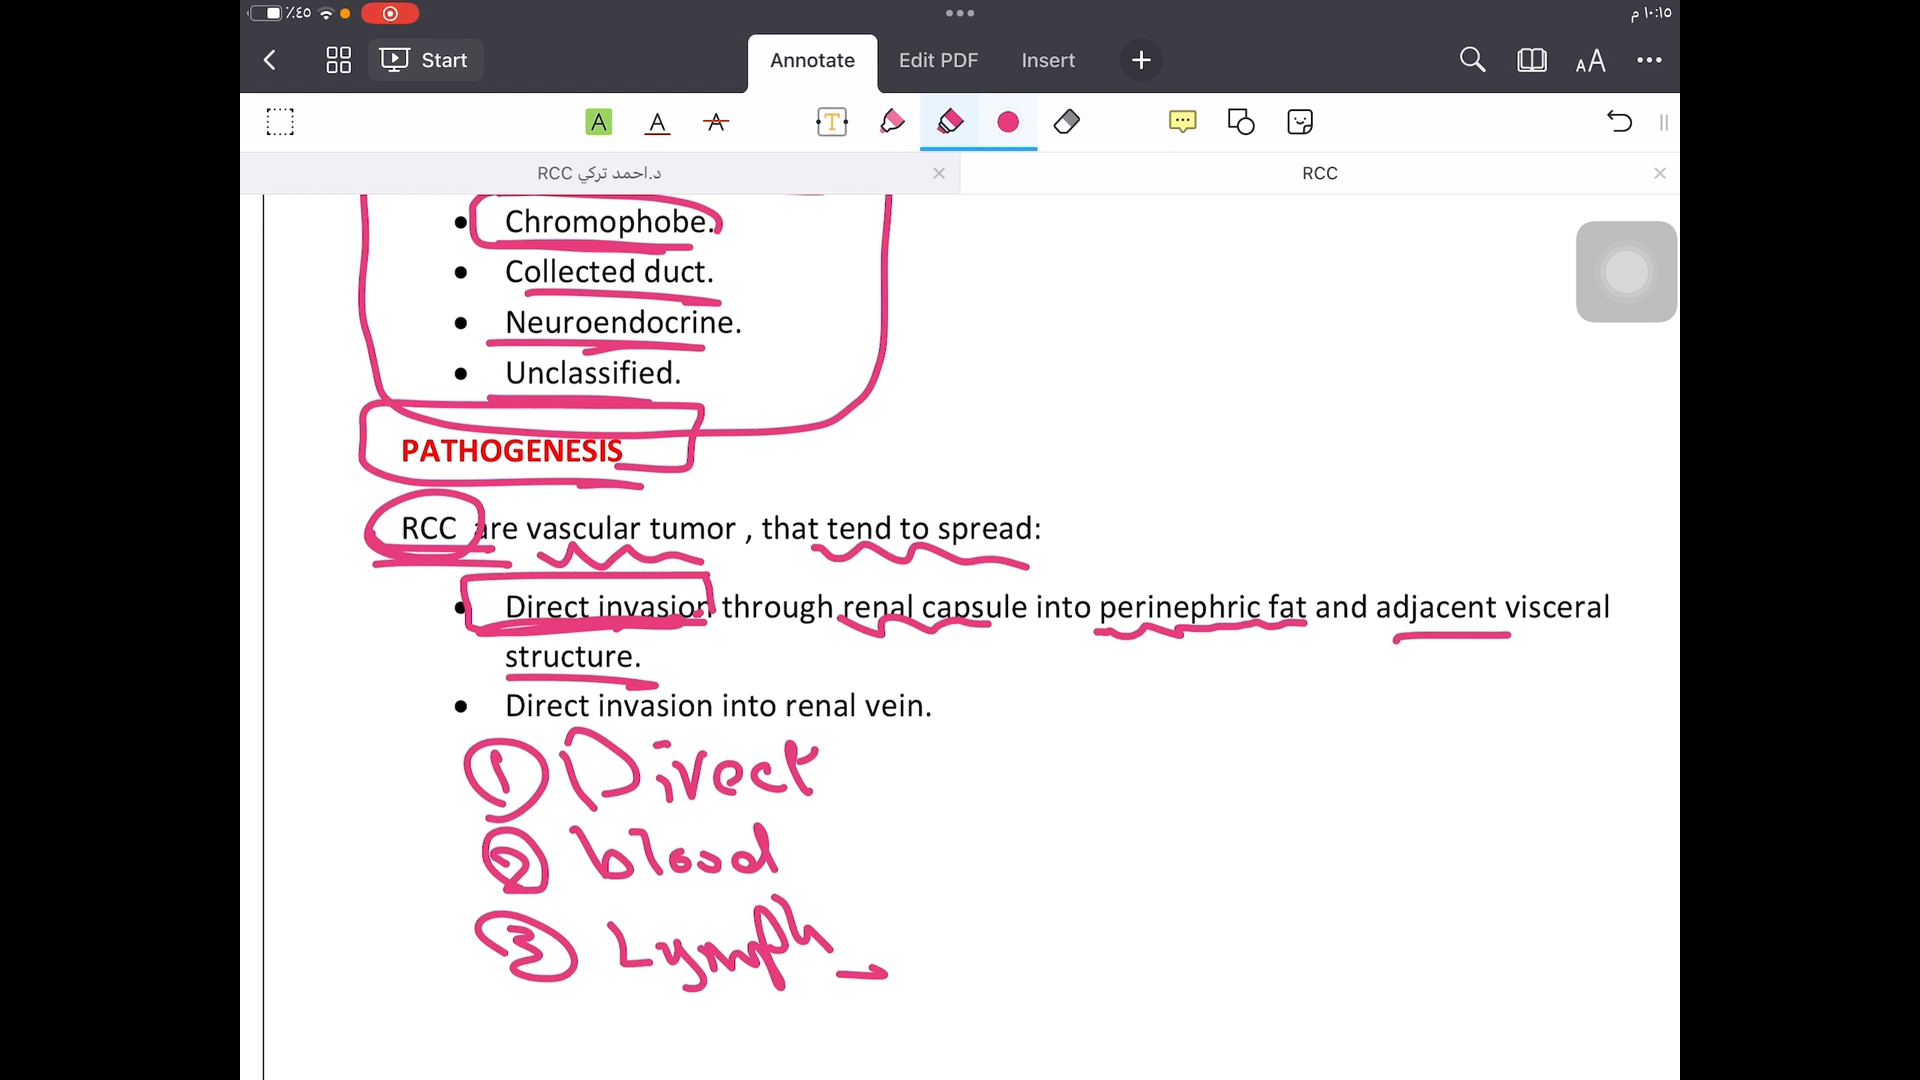 ٪٤٥
١٠:١٥ م
Start
Annotate
Edit PDF
Insert
RCC د.احمد تركي
RCC
• Chromophobe.
• Collected duct.
• Neuroendocrine.
• Unclassified.
PATHOGENESIS
RCC are vascular tumor , that tend to spread:
• Direct invasion through renal capsule into perinephric fat and adjacent visceral
structure.
• Direct invasion into renal vein.
1 Direct
2 blood
3 Lymph →